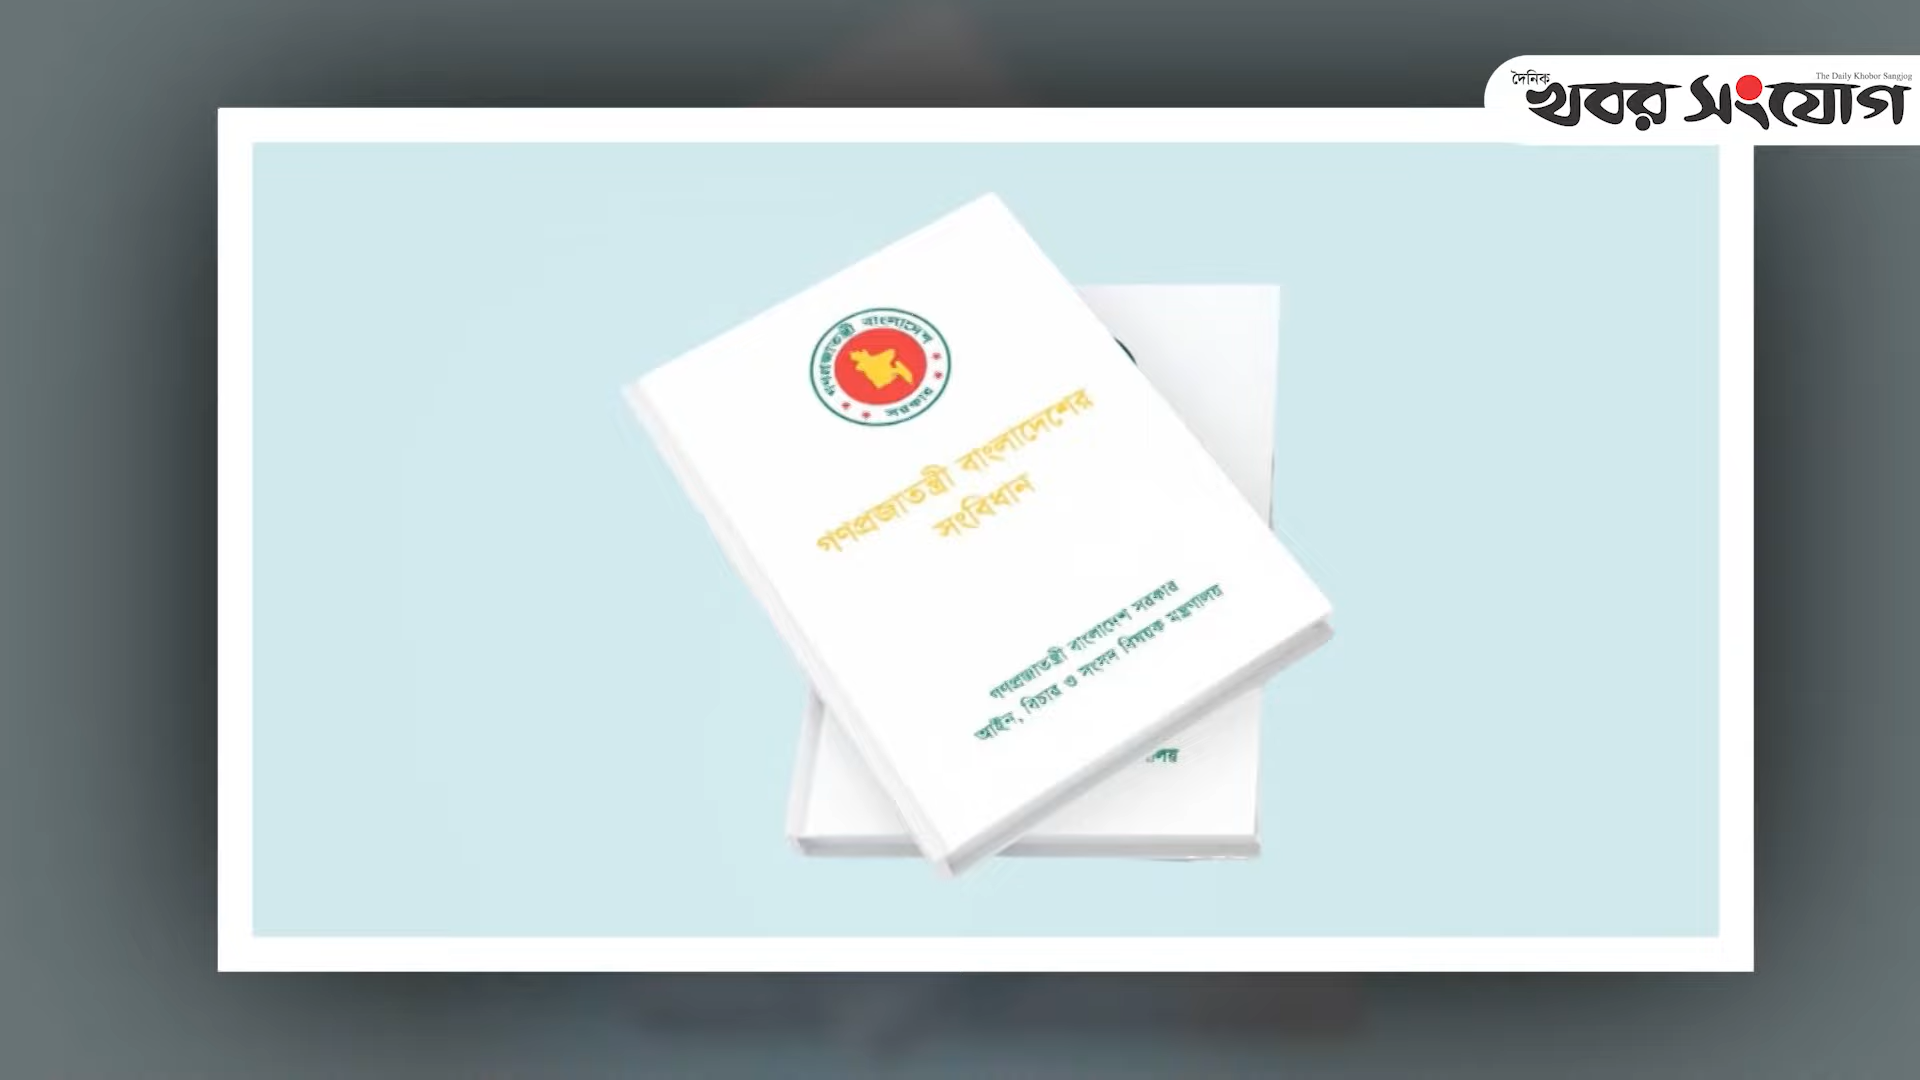 দৈনিক
The Daily Khobor Sangjog
খবর সংযোগ
গণপ্রজাতন্ত্রী বাংলাদেশ
সরকার
গণপ্রজাতন্ত্রী বাংলাদেশের
সংবিধান
গণপ্রজাতন্ত্রী বাংলাদেশ সরকার
আইন, বিচার ও সংসদ বিষয়ক মন্ত্রণালয়